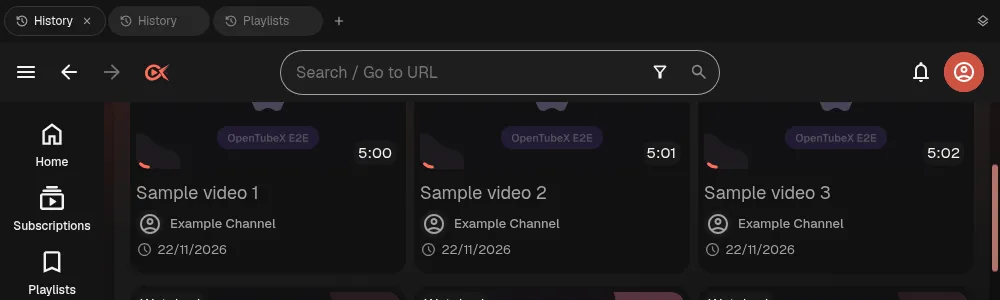 History
History
Playlists
Search / Go to URL
Home
Subscriptions
Playlists
OpenTubeX E2E
5:00
Sample video 1
Example Channel
22/11/2026
OpenTubeX E2E
5:01
Sample video 2
Example Channel
22/11/2026
OpenTubeX E2E
5:02
Sample video 3
Example Channel
22/11/2026